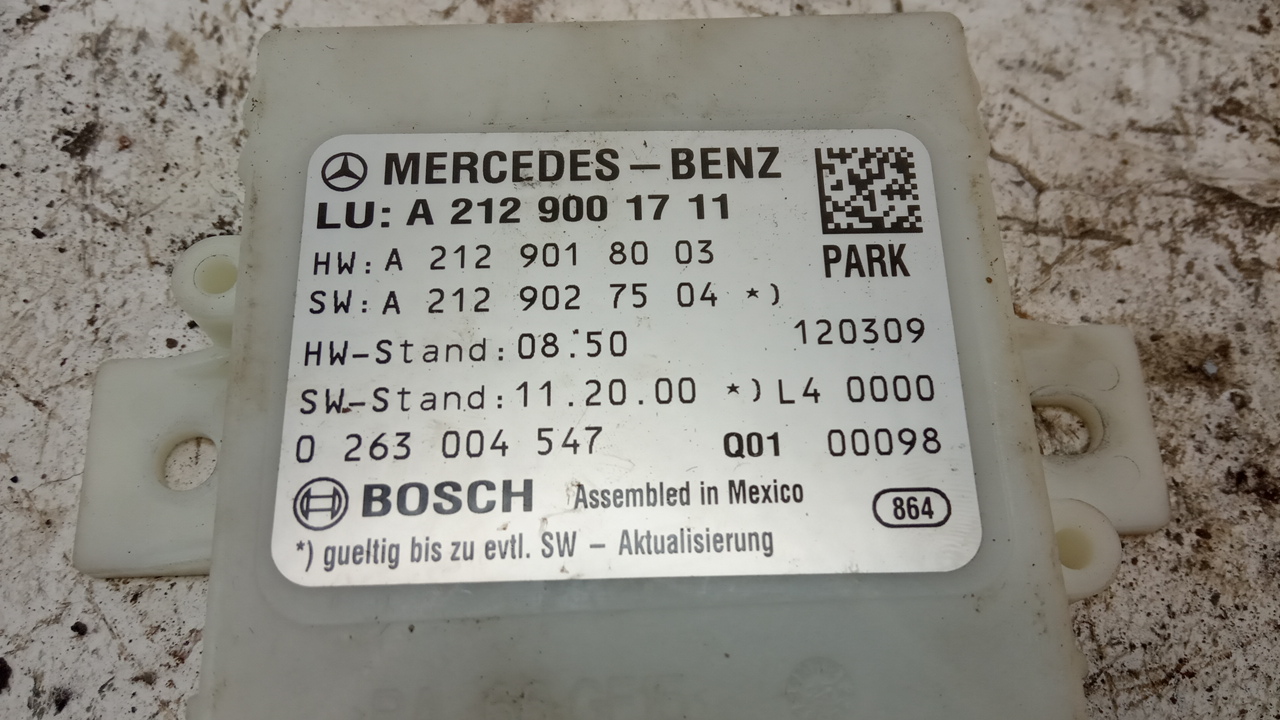 MERCEDES-BENZ
LU: A 212 900 17 11
HW: A 212 901 80 03
PARK
SW: A 212 902 75 04 *)
HW-Stand: 08.50 120309
SW-Stand: 11.20.00 *) L4 0000
0 263 004 547 Q01 00098
BOSCH Assembled in Mexico 864
*) gueltig bis zu evtl. SW - Aktualisierung